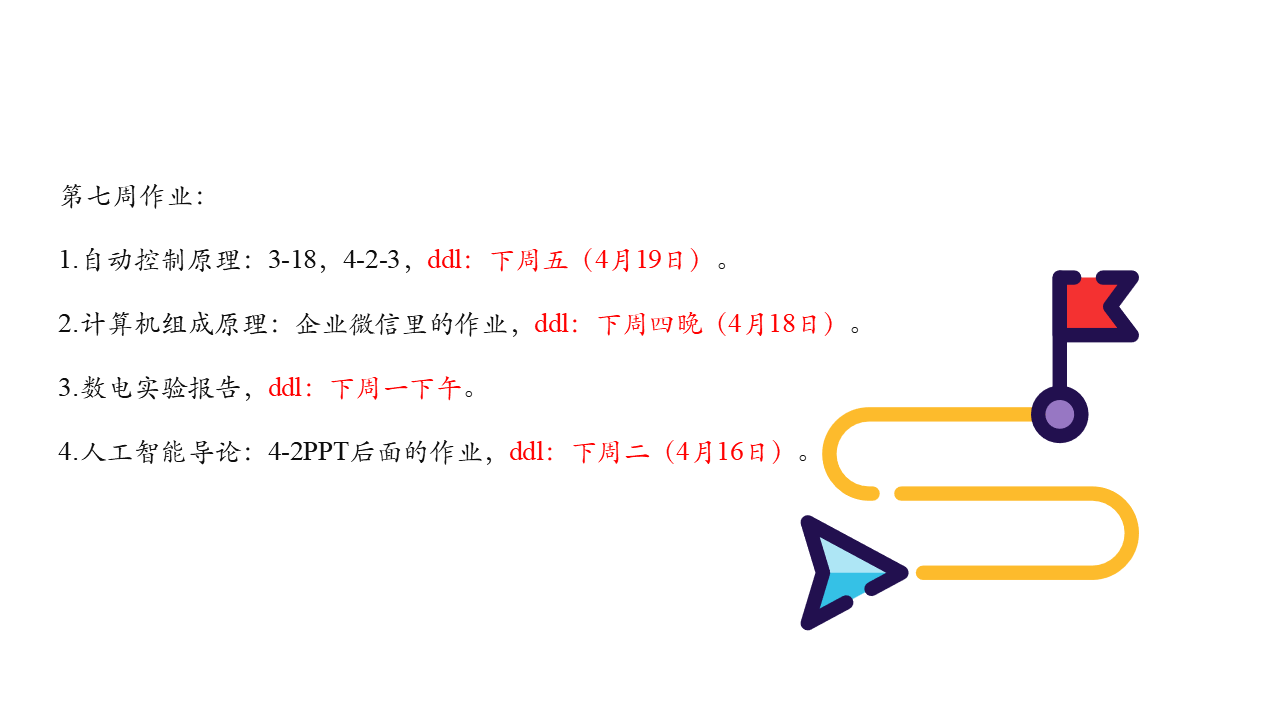 第七周作业：
1.自动控制原理：3-18，4-2-3，ddl：下周五（4月19日）。
2.计算机组成原理：企业微信里的作业，ddl：下周四晚（4月18日）。
3.数电实验报告，ddl：下周一下午。
4.人工智能导论：4-2PPT后面的作业，ddl：下周二（4月16日）。